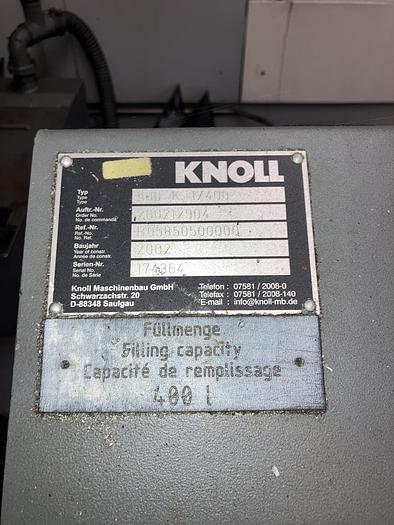 KNOLL
Typ
Type
Type
K 1/400
Auftr.-Nr.
Order No.
No. de commande
200212904
Ref.-Nr.
Ref.-No.
No. Ref.
Baujahr
Year of constr.
Année de constr.
2002
Serien-Nr.
Serial No.
No. de Série
174364
Knoll Maschinenbau GmbH
Schwarzachstr. 20
D-88348 Saulgau
Telefon : 07581 / 2008-0
Telefax : 07581 / 2008-140
E-mail : info@knoll-mb.de
Füllmenge
Filling capacity
Capacité de remplissage
400 l